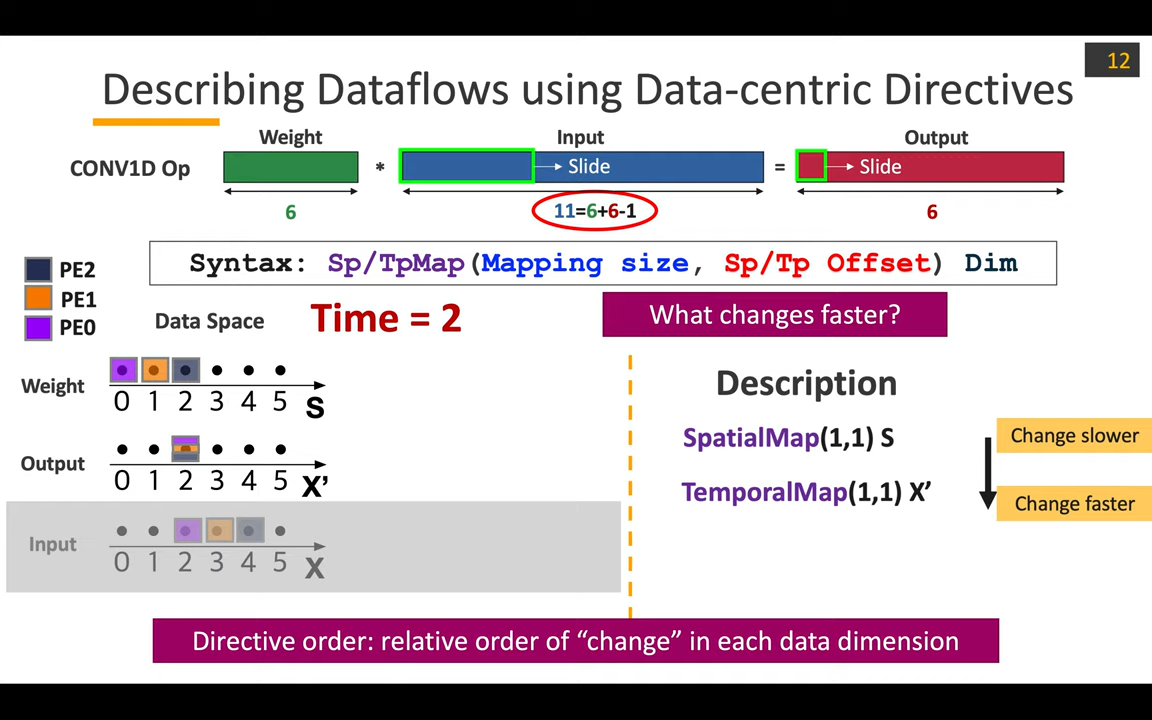 12
Describing Dataflows using Data-centric Directives
Weight Input Output
CONV1D Op * Slide = Slide
6 11=6+6-1 6
Syntax: Sp/TpMap(Mapping size, Sp/Tp Offset) Dim
PE2
PE1
PE0
Data Space
Time = 2
What changes faster?
Weight
0 1 2 3 4 5 S
Output
0 1 2 3 4 5 X’
Input
0 1 2 3 4 5 X
Description
SpatialMap(1,1) S
TemporalMap(1,1) X’
Change slower
Change faster
Directive order: relative order of “change” in each data dimension